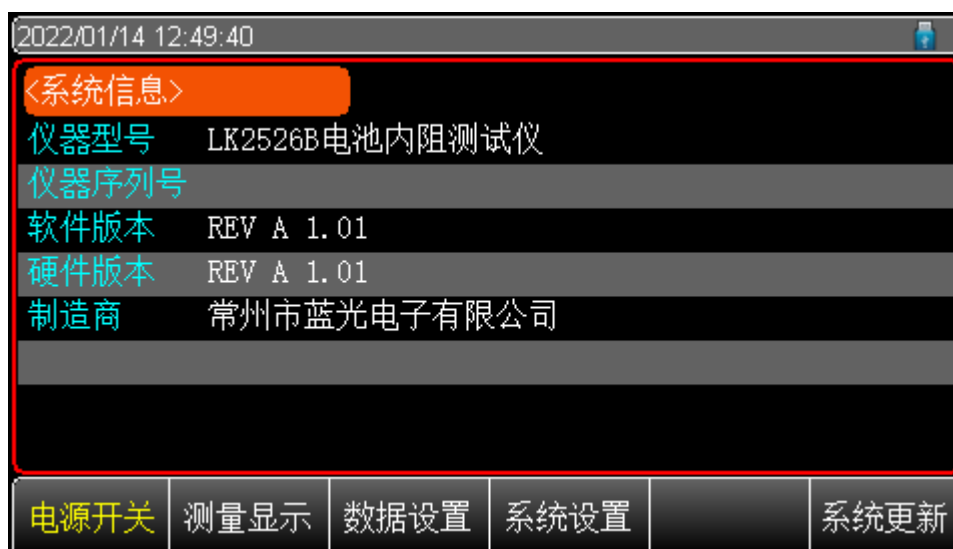 2022/01/14 12:49:40
<系统信息>
仪器型号 LK2526B电池内阻测试仪
仪器序列号
软件版本 REV A 1.01
硬件版本 REV A 1.01
制造商 常州市蓝光电子有限公司
电源开关 测量显示 数据设置 系统设置 系统更新